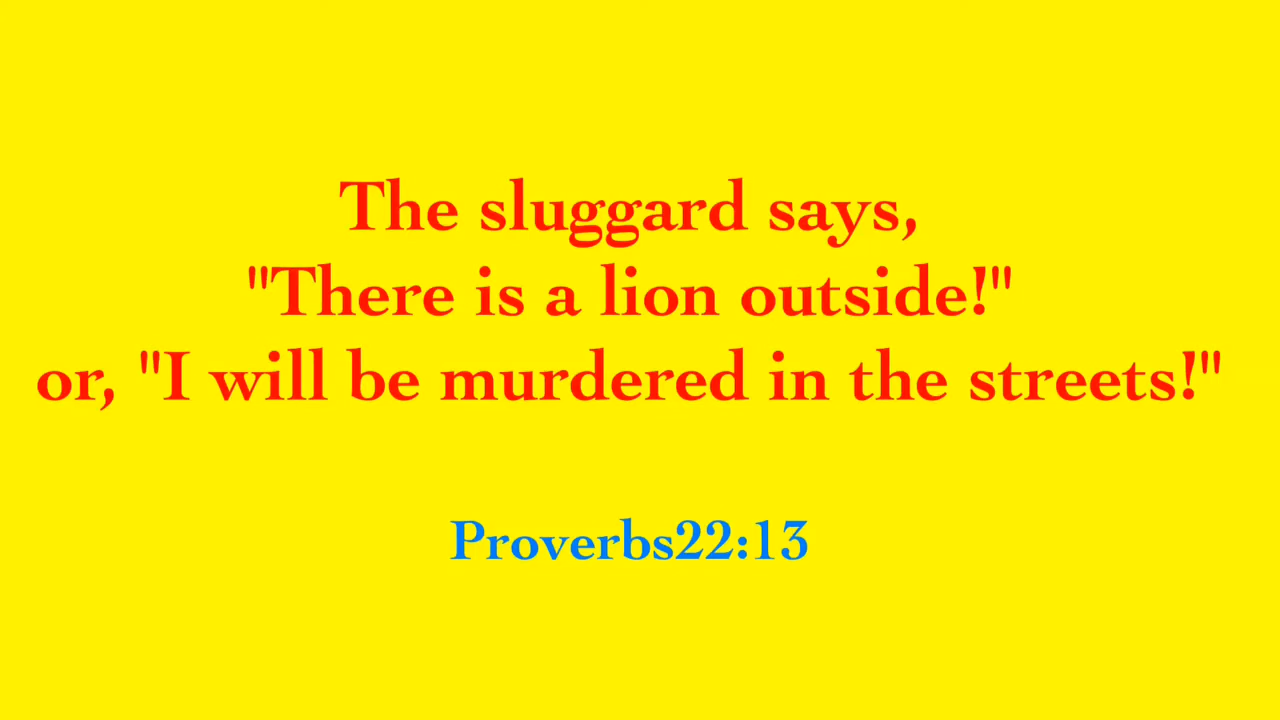 The sluggard says,
"There is a lion outside!"
or, "I will be murdered in the streets!"
Proverbs22:13